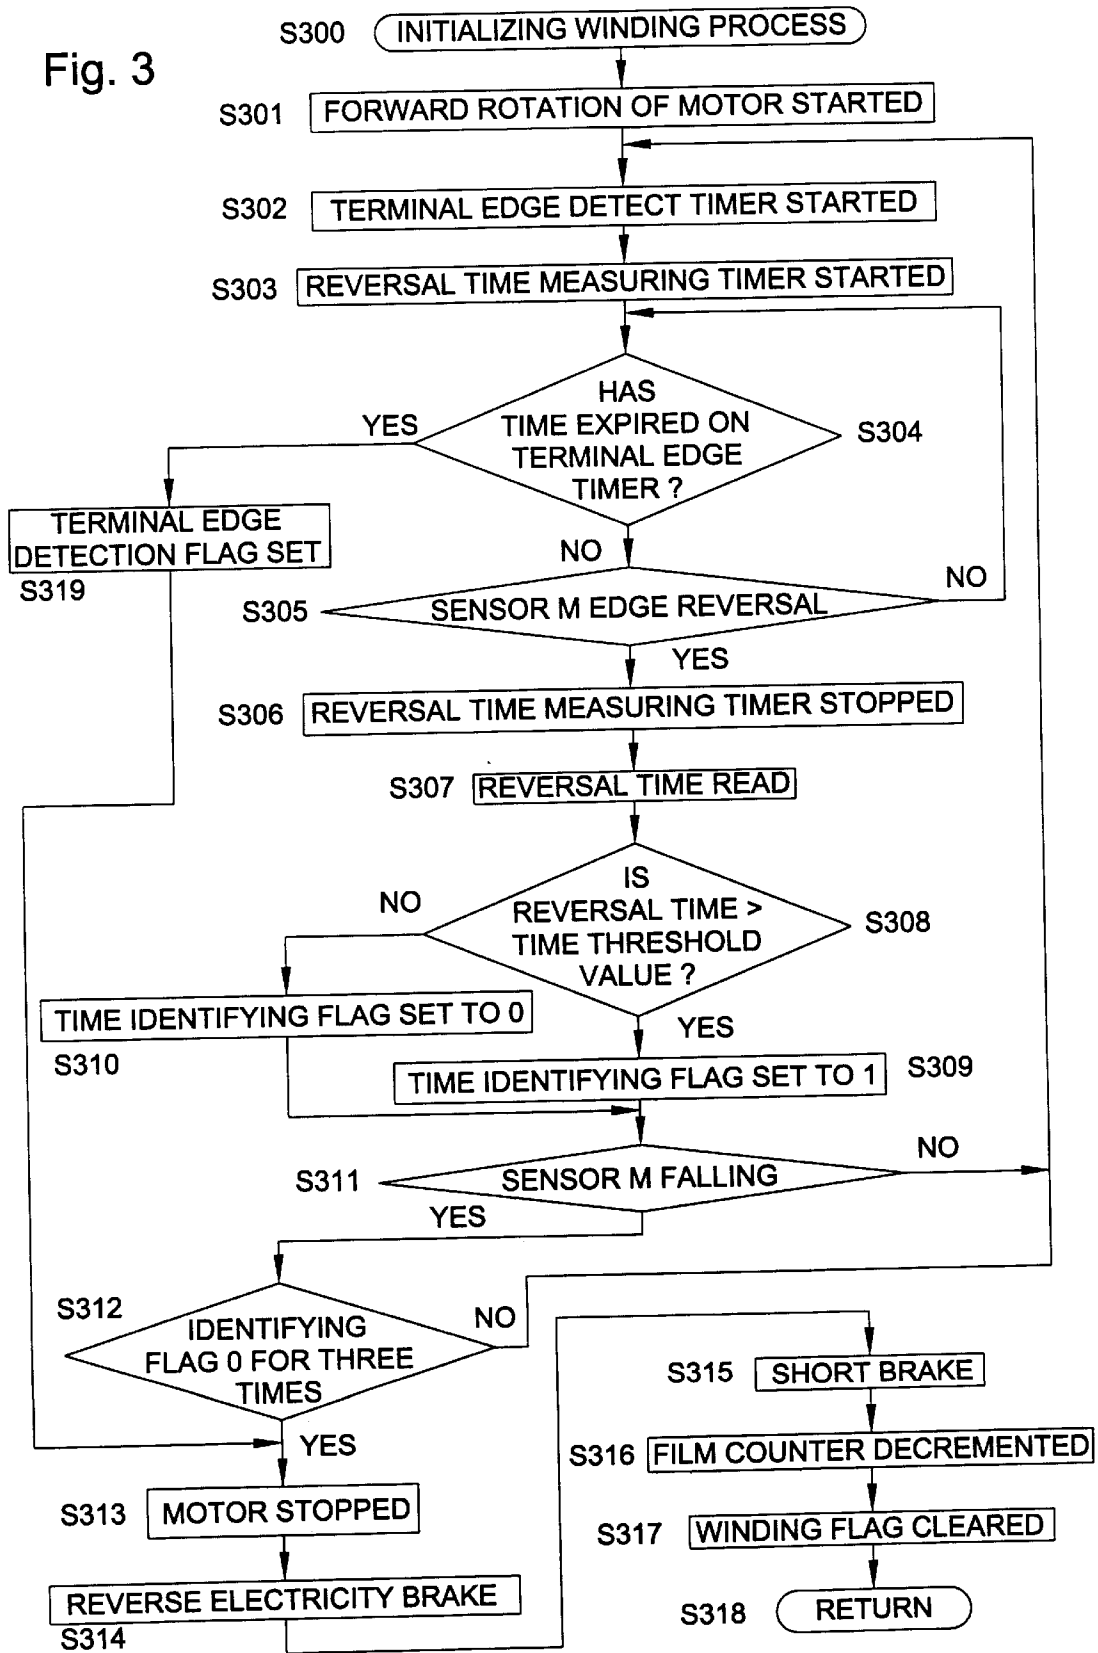 Fig. 3
S300 INITIALIZING WINDING PROCESS
S301 FORWARD ROTATION OF MOTOR STARTED
S302 TERMINAL EDGE DETECT TIMER STARTED
S303 REVERSAL TIME MEASURING TIMER STARTED
HAS
TIME EXPIRED ON
TERMINAL EDGE
TIMER ?
S304
YES
NO
TERMINAL EDGE
DETECTION FLAG SET
S319
S305 SENSOR M EDGE REVERSAL
NO
YES
S306 REVERSAL TIME MEASURING TIMER STOPPED
S307 REVERSAL TIME READ
IS
REVERSAL TIME >
TIME THRESHOLD
VALUE ?
S308
NO
YES
TIME IDENTIFYING FLAG SET TO 0
S310
TIME IDENTIFYING FLAG SET TO 1 S309
S311 SENSOR M FALLING
NO
YES
S312
IDENTIFYING
FLAG 0 FOR THREE
TIMES
NO
YES
S313 MOTOR STOPPED
REVERSE ELECTRICITY BRAKE
S314
S315 SHORT BRAKE
S316 FILM COUNTER DECREMENTED
S317 WINDING FLAG CLEARED
S318 RETURN